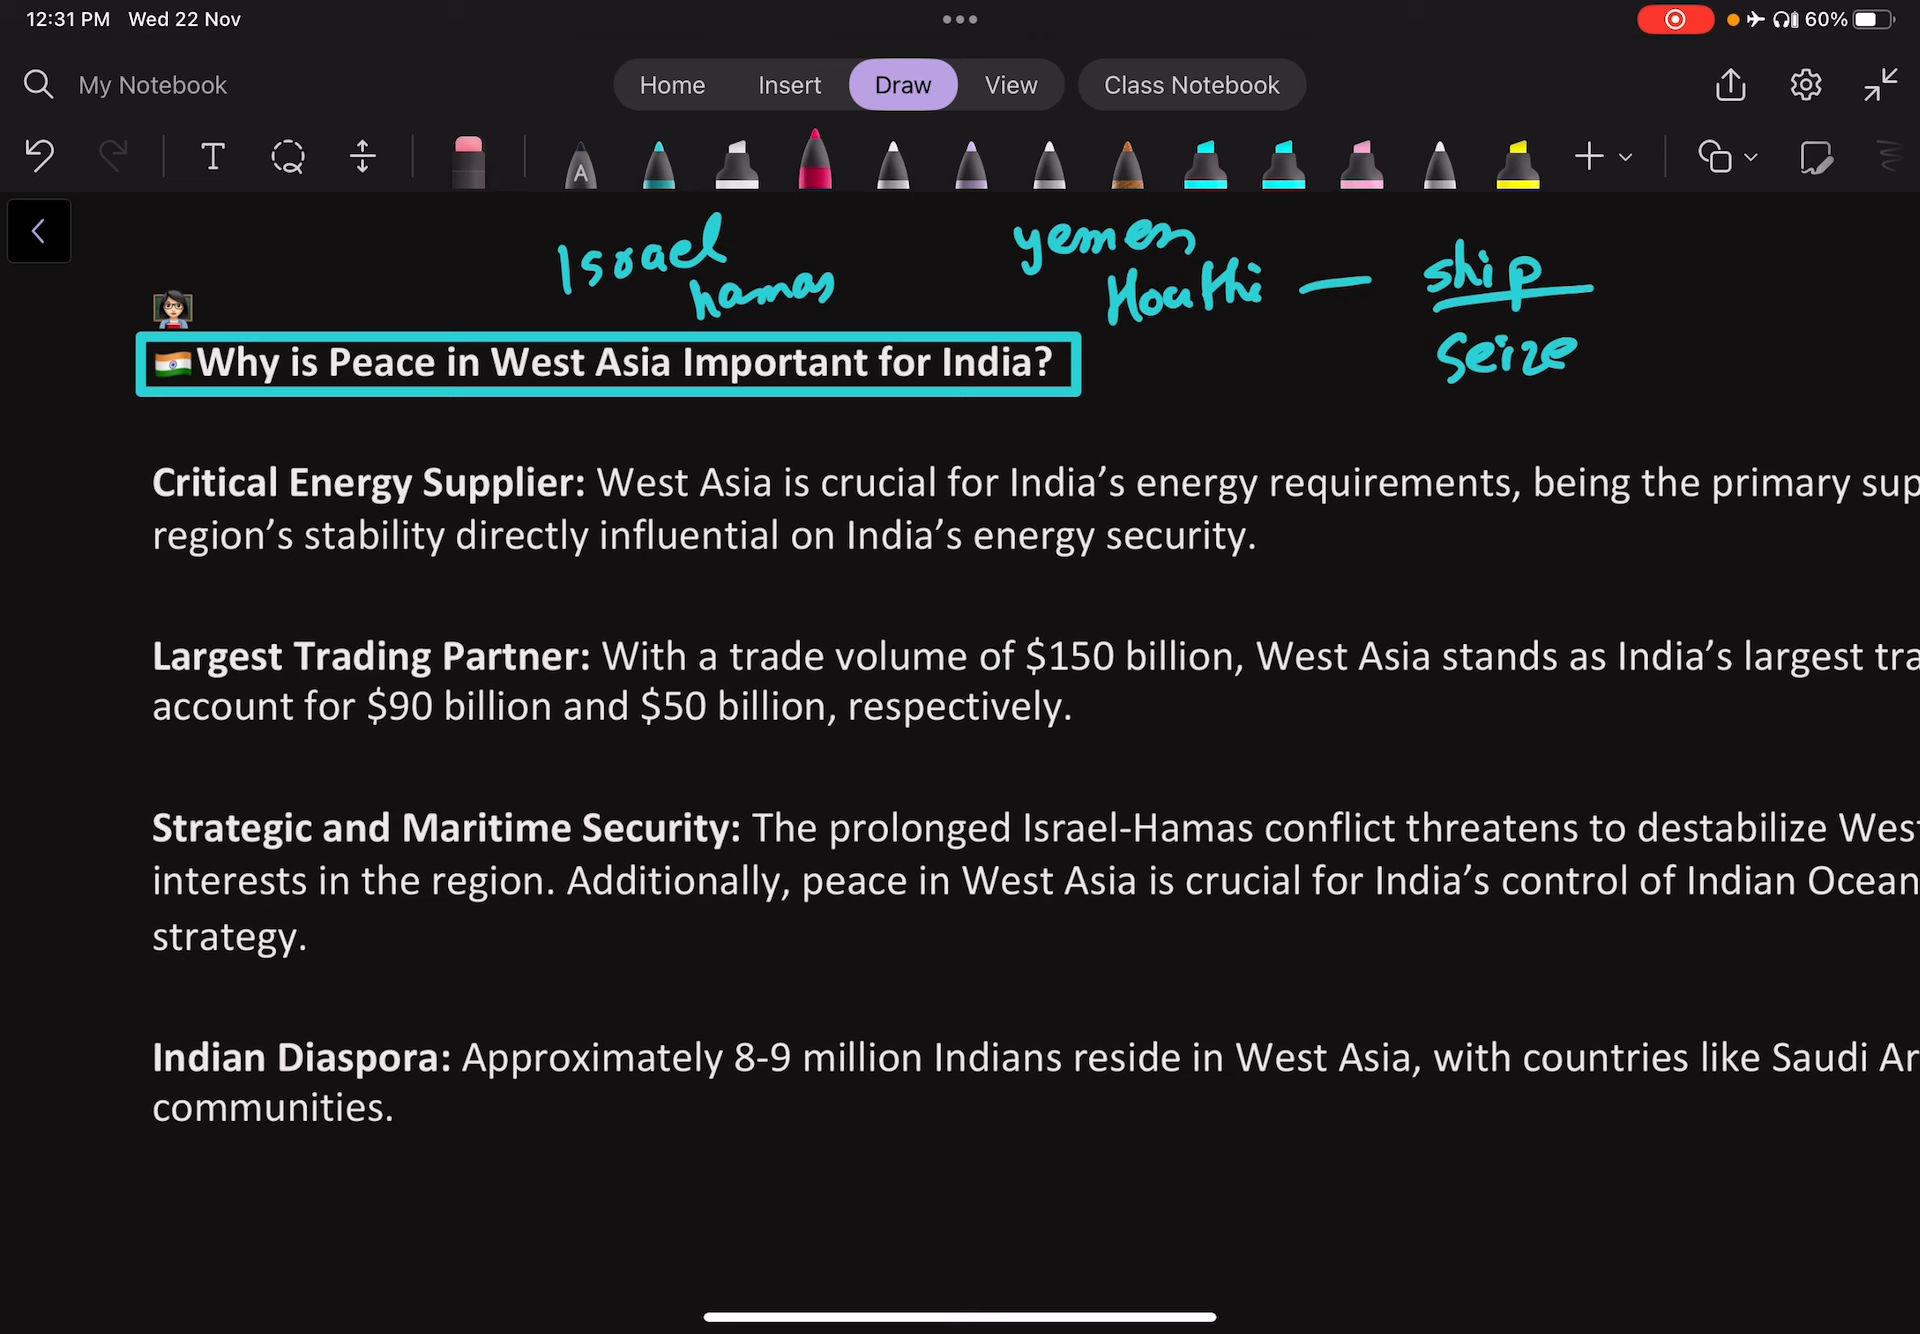 12:31 PM Wed 22 Nov
60%
My Notebook
Home Insert Draw View Class Notebook
T
A
Israel
hamas
yemen
Houthi — ship
seize
Why is Peace in West Asia Important for India?
Critical Energy Supplier: West Asia is crucial for India’s energy requirements, being the primary sup
region’s stability directly influential on India’s energy security.
Largest Trading Partner: With a trade volume of $150 billion, West Asia stands as India’s largest tra
account for $90 billion and $50 billion, respectively.
Strategic and Maritime Security: The prolonged Israel-Hamas conflict threatens to destabilize Wes
interests in the region. Additionally, peace in West Asia is crucial for India’s control of Indian Ocean
strategy.
Indian Diaspora: Approximately 8-9 million Indians reside in West Asia, with countries like Saudi Ar
communities.